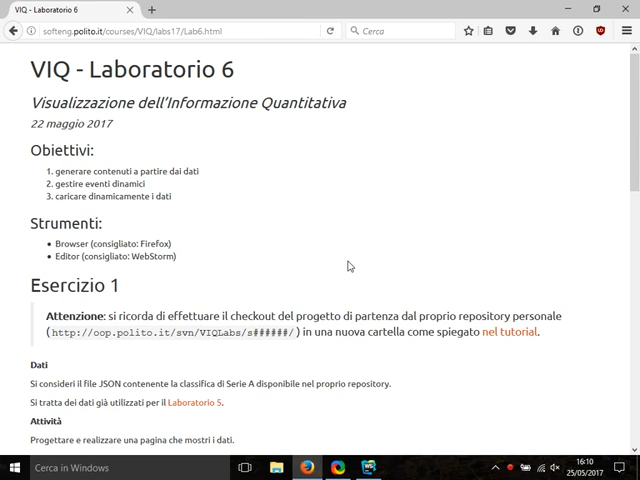 VIQ - Laboratorio 6
softeng.polito.it/courses/VIQ/labs17/Lab6.html
Cerca
VIQ - Laboratorio 6
Visualizzazione dell'Informazione Quantitativa
22 maggio 2017
Obiettivi:
1. generare contenuti a partire dai dati
2. gestire eventi dinamici
3. caricare dinamicamente i dati
Strumenti:
• Browser (consigliato: Firefox)
• Editor (consigliato: WebStorm)
Esercizio 1
Attenzione: si ricorda di effettuare il checkout del progetto di partenza dal proprio repository personale
(http://oop.polito.it/svn/VIQLabs/s######/) in una nuova cartella come spiegato nel tutorial.
Dati
Si consideri il file JSON contenente la classifica di Serie A disponibile nel proprio repository.
Si tratta dei dati già utilizzati per il Laboratorio 5.
Attività
Progettare e realizzare una pagina che mostri i dati.
Cerca in Windows
WS
16:10
25/05/2017